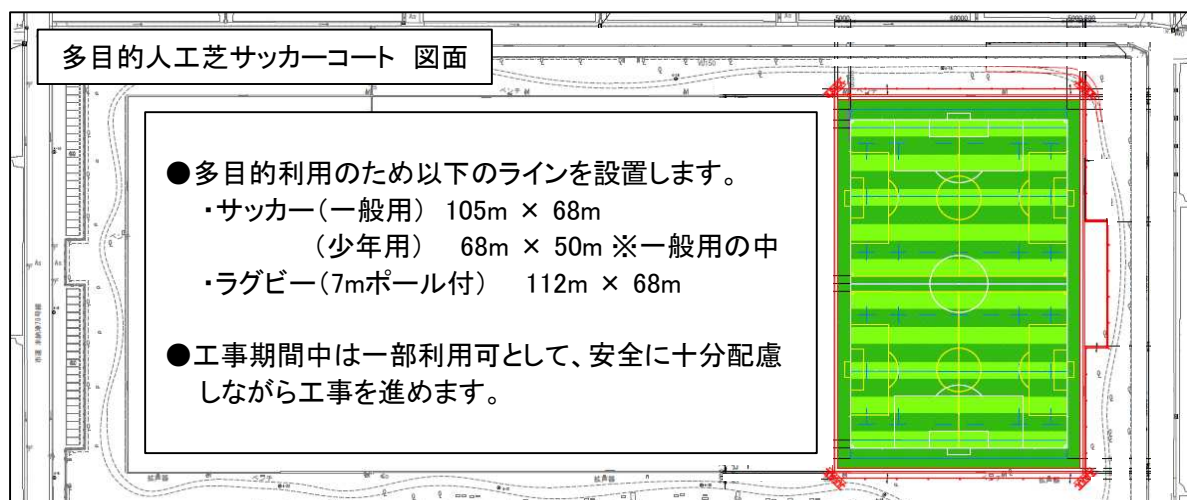 5000
68000
5000
多目的人工芝サッカーコート 図面
●多目的利用のため以下のラインを設置します。
・サッカー(一般用) 105m × 68m
(少年用) 68m × 50m ※一般用の中
・ラグビー(7mポール付) 112m × 68m
●工事期間中は一部利用可として、安全に十分配慮
しながら工事を進めます。